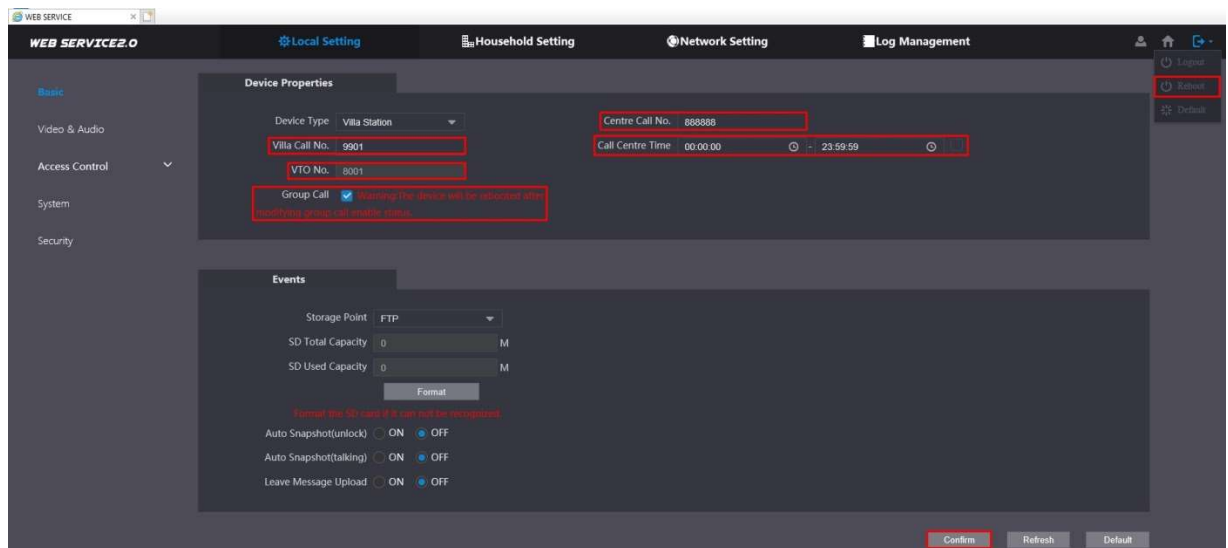 WEB SERVICE
WEB SERVICE2.0
Local Setting
Household Setting
Network Setting
Log Management
Logout
Reboot
Default
Basic
Video & Audio
Access Control
System
Security
Device Properties
Device Type Villa Station
Centre Call No. 888888
Villa Call No. 9901
Call Centre Time 00:00:00 - 23:59:59
VTO No. 8001
Group Call Warning:The device will be rebooted after
modifying group call enable status.
Events
Storage Point FTP
SD Total Capacity 0 M
SD Used Capacity 0 M
Format
Format the SD card if it can not be recognized.
Auto Snapshot(unlock) ON OFF
Auto Snapshot(talking) ON OFF
Leave Message Upload ON OFF
Confirm Refresh Default